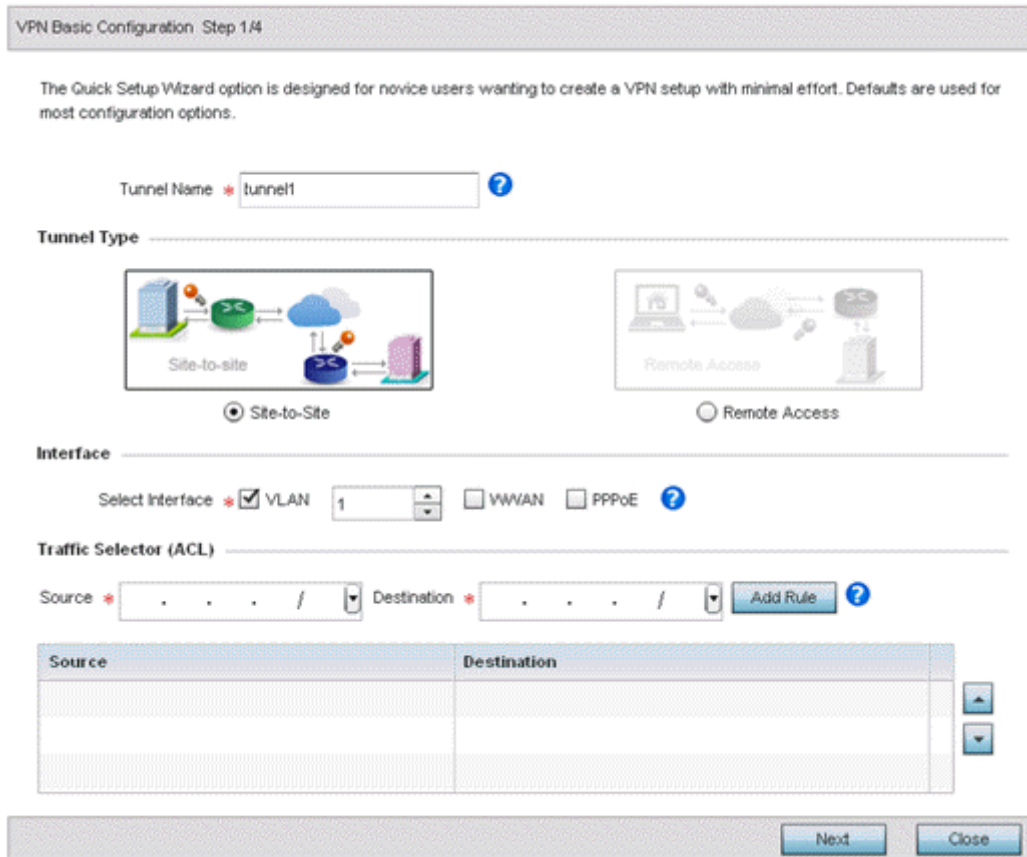 VPN Basic Configuration Step 1/4
The Quick Setup Wizard option is designed for novice users wanting to create a VPN setup with minimal effort. Defaults are used for
most configuration options.
Tunnel Name * tunnel1 ?
Tunnel Type
Site-to-site
Remote Access
Site-to-Site
Remote Access
Interface
Select Interface * VLAN 1 WWAN PPPoE ?
Traffic Selector (ACL)
Source * . . . / Destination * . . . / Add Rule ?
Source Destination
Next Close